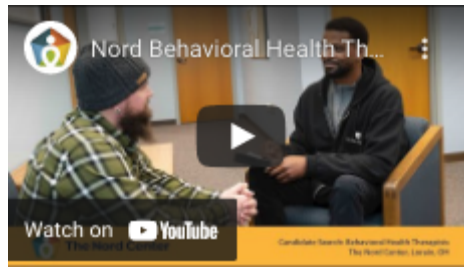 Nord Behavioral Health Th...
Watch on YouTube
The Nord Center
Candidate Search: Behavioral Health Therapists
The Nord Center, Lorain, OH